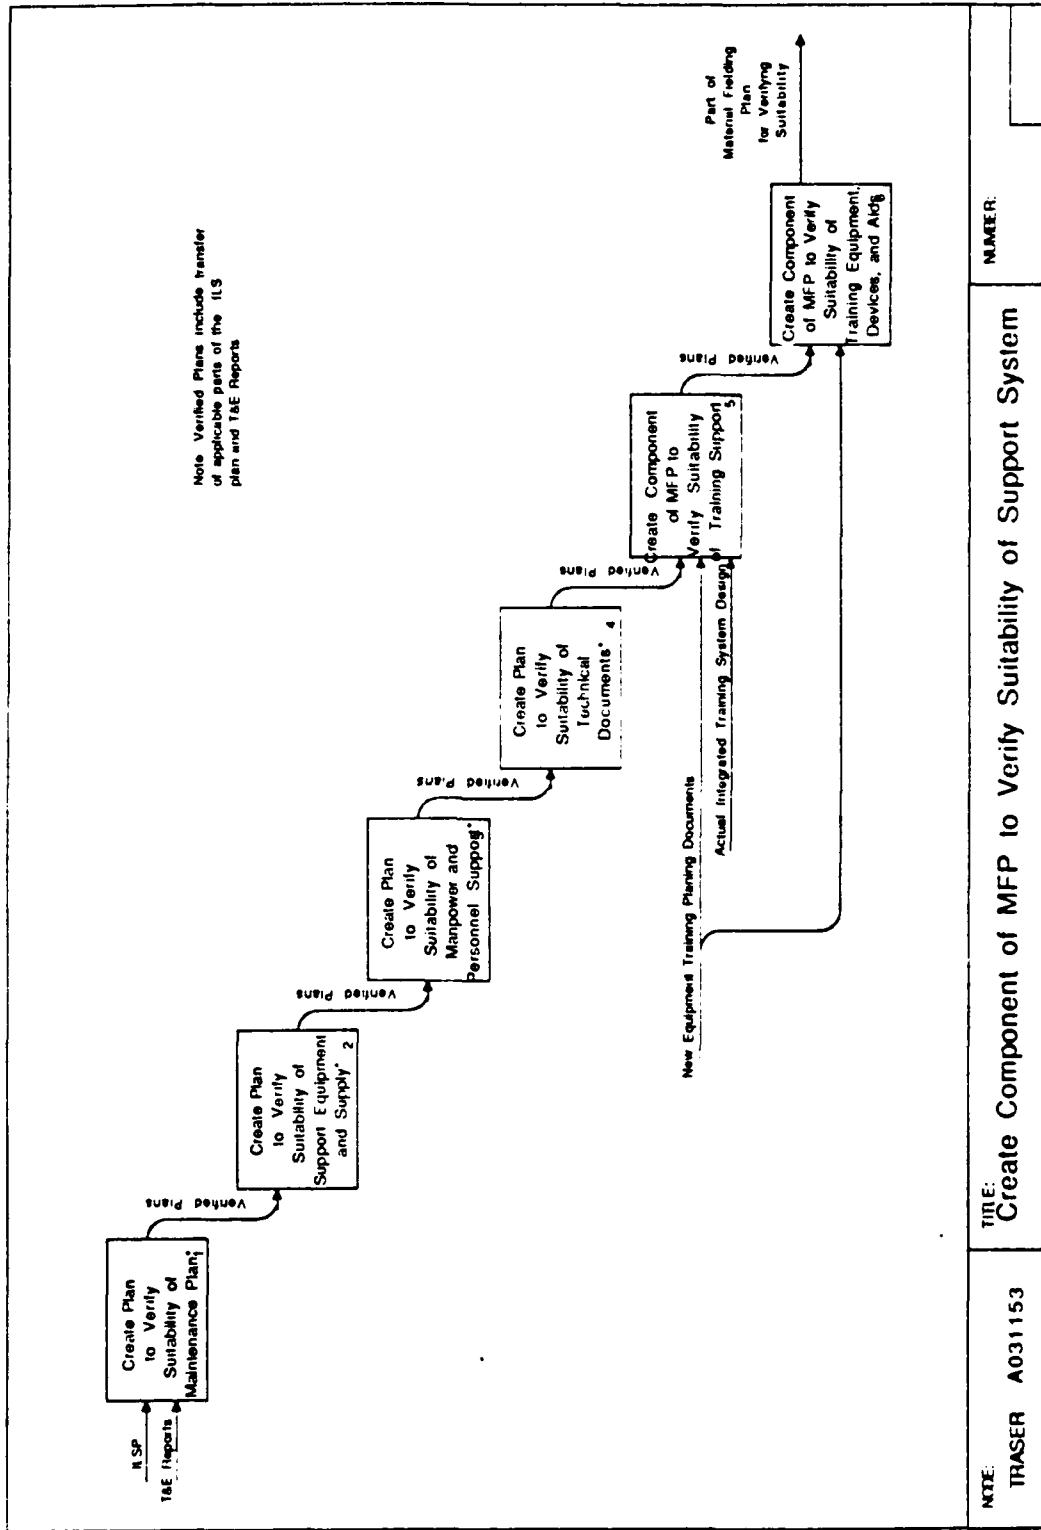 Note Verified Plans include transfer
of applicable parts of the ILS
plan and T&E Reports
T&E Reports
Create Plan
to Verify
Suitability of
Maintenance Plan*
1
Verified Plans
Create Plan
to Verify
Suitability of
Support Equipment
and Supply*
2
Verified Plans
Create Plan
to Verify
Suitability of
Manpower and
Personnel Support*
Verified Plans
Create Plan
to Verify
Suitability of
Technical
Documents*
4
Verified Plans
New Equipment Training Planing Documents
Actual Integrated Training System Design
Create Component
of MFP to
Verify Suitability
of Training Support
5
Verified Plans
Create Component
of MFP to Verify
Suitability of
Training Equipment,
Devices, and Aids
6
Part of
Material Fielding
Plan
for Verifyng
Suitability
NODE:
TRASER A031153
TITLE:
Create Component of MFP to Verify Suitability of Support System
NUMBER: